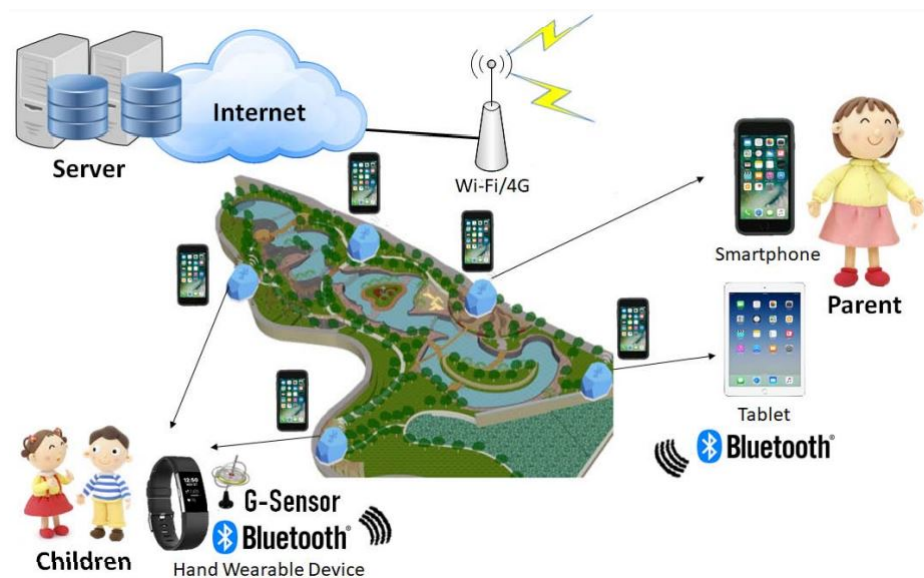 Internet
Server
Wi-Fi/4G
Smartphone
Parent
Tablet
Bluetooth®
G-Sensor
Bluetooth®
Children
Hand Wearable Device